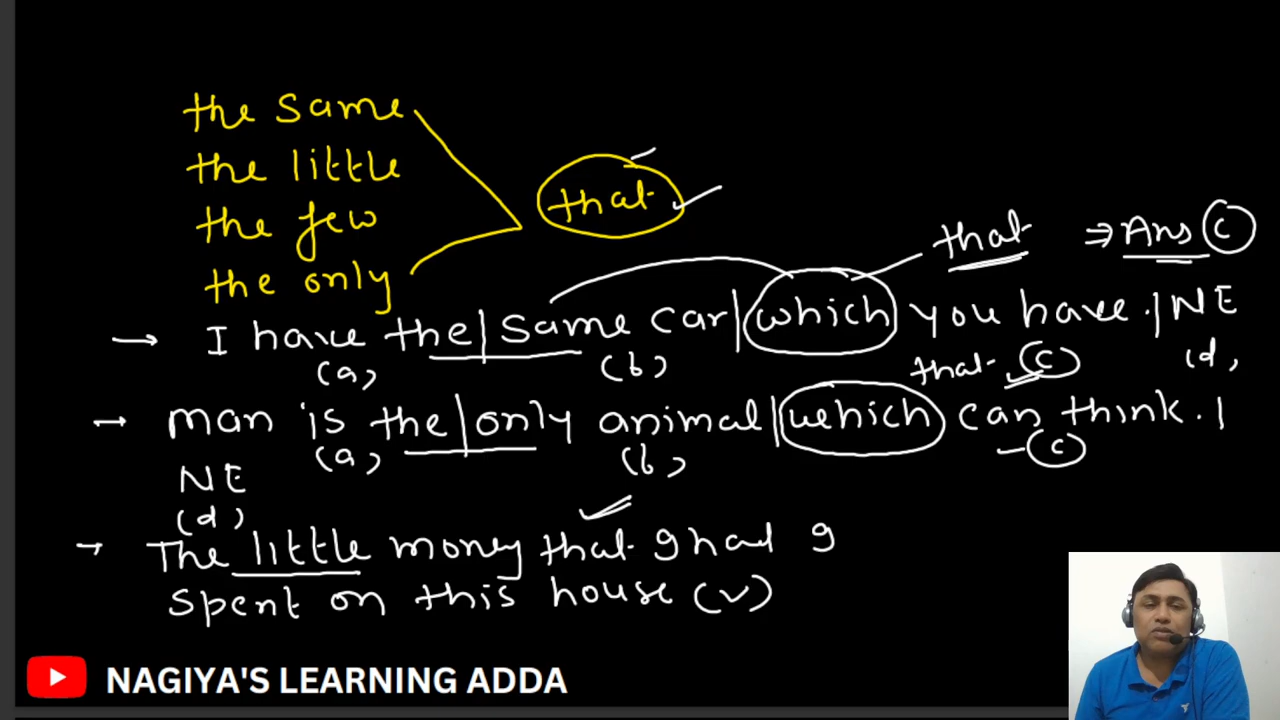 the same
the little
the few
the only
that
that ⇒ Ans (c)
→ I have the | same car | which you have. | NE
(a) (b) that (c) (d)
→ man is the | only animal | which can think. |
(a) (b) - (c)
NE
(d)
→ The little money that I had I
spent on this house (✓)
NAGIYA'S LEARNING ADDA